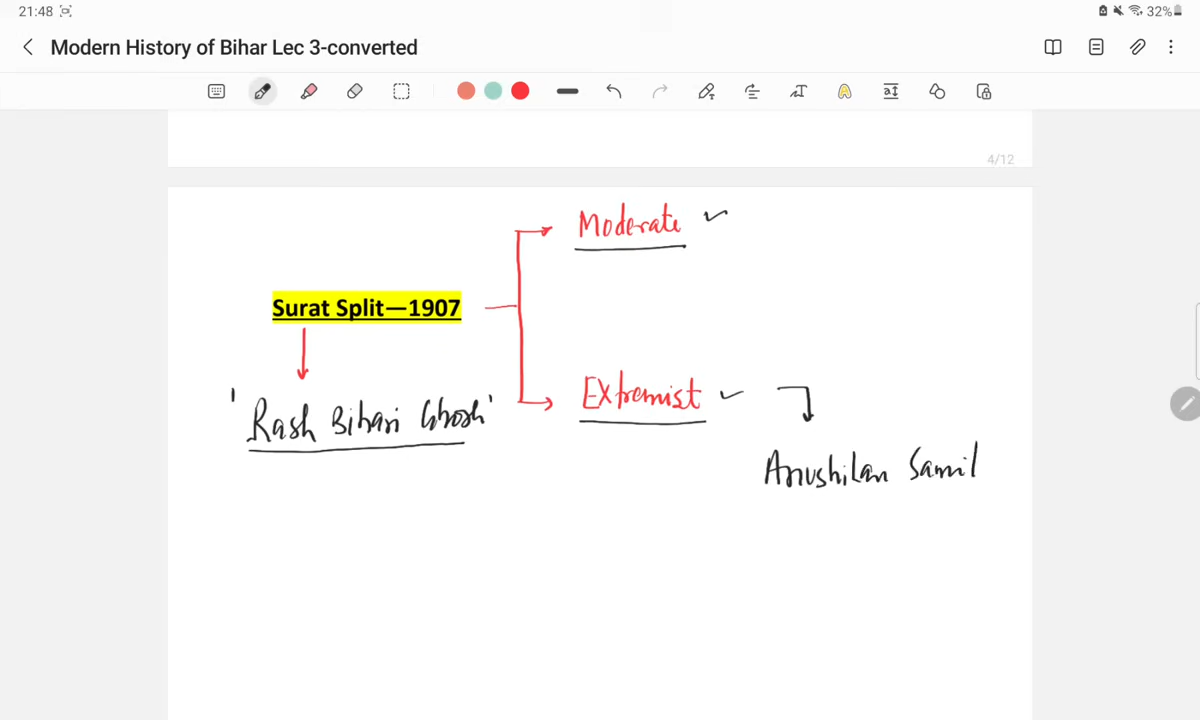 21:48
32%
Modern History of Bihar Lec 3-converted
4/12
Moderate
Surat Split—1907
'Rash Bihari Ghosh'
Extremist
Anushilan Samil